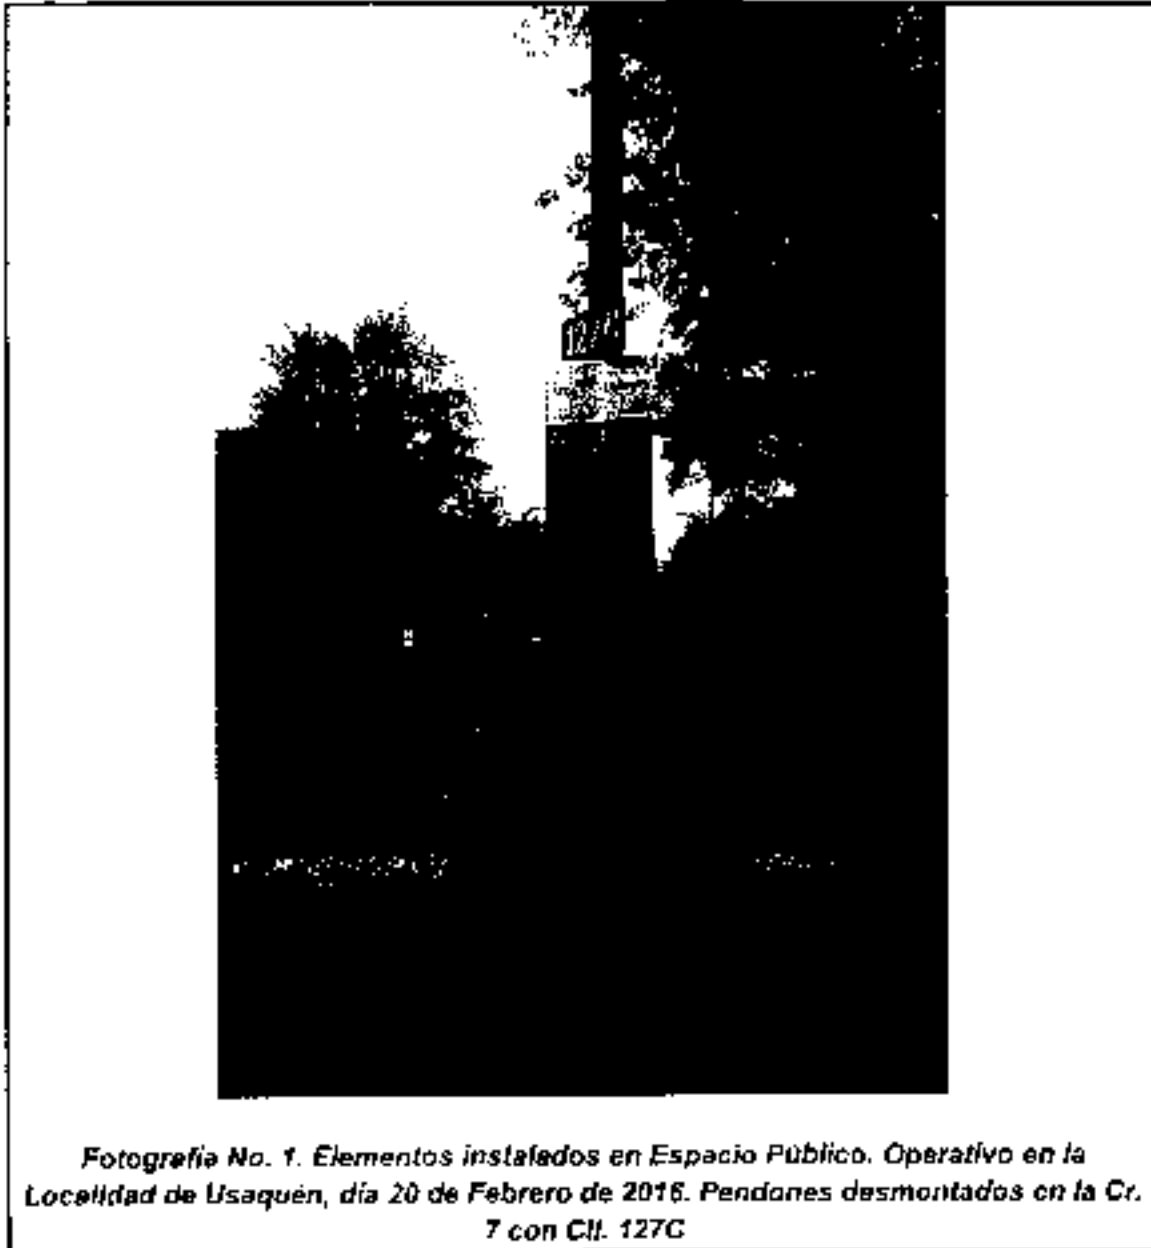 Fotografía No. 1. Elementos instalados en Espacio Público. Operativo en la
Localidad de Usaquén, día 20 de Febrero de 2016. Pendones desmontados en la Cr.
7 con Cll. 127C